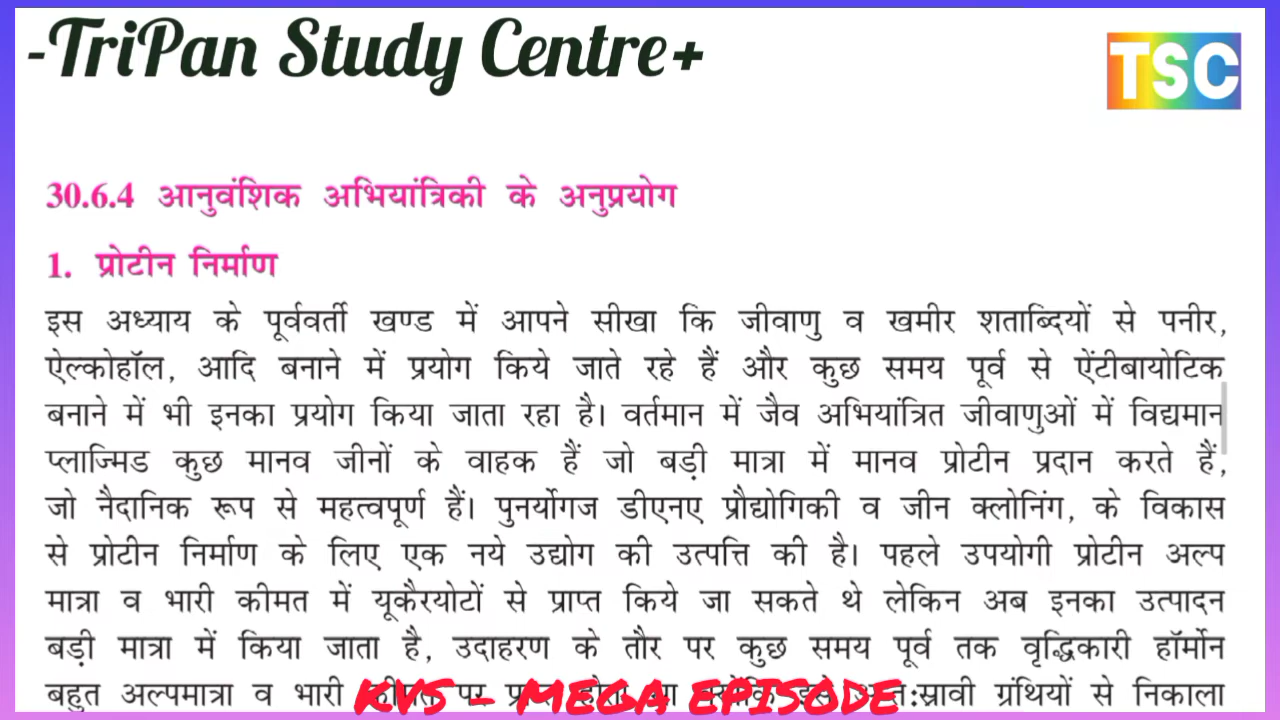 -TriPan Study Centre+
TSC
30.6.4 आनुवंशिक अभियांत्रिकी के अनुप्रयोग
1. प्रोटीन निर्माण
इस अध्याय के पूर्ववर्ती खण्ड में आपने सीखा कि जीवाणु व खमीर शताब्दियों से पनीर,
ऐल्कोहॉल, आदि बनाने में प्रयोग किये जाते रहे हैं और कुछ समय पूर्व से ऐंटीबायोटिक
बनाने में भी इनका प्रयोग किया जाता रहा है। वर्तमान में जैव अभियांत्रित जीवाणुओं में विद्यमान
प्लाज्मिड कुछ मानव जीनों के वाहक हैं जो बड़ी मात्रा में मानव प्रोटीन प्रदान करते हैं,
जो नैदानिक रूप से महत्वपूर्ण हैं। पुनर्योगज डीएनए प्रौद्योगिकी व जीन क्लोनिंग, के विकास
से प्रोटीन निर्माण के लिए एक नये उद्योग की उत्पत्ति की है। पहले उपयोगी प्रोटीन अल्प
मात्रा व भारी कीमत में यूकैरयोटों से प्राप्त किये जा सकते थे लेकिन अब इनका उत्पादन
बड़ी मात्रा में किया जाता है, उदाहरण के तौर पर कुछ समय पूर्व तक वृद्धिकारी हॉर्मोन
बहुत अल्पमात्रा व भारी पर ग्रंथियों से निकाला
KVS - MEGA EPISODE